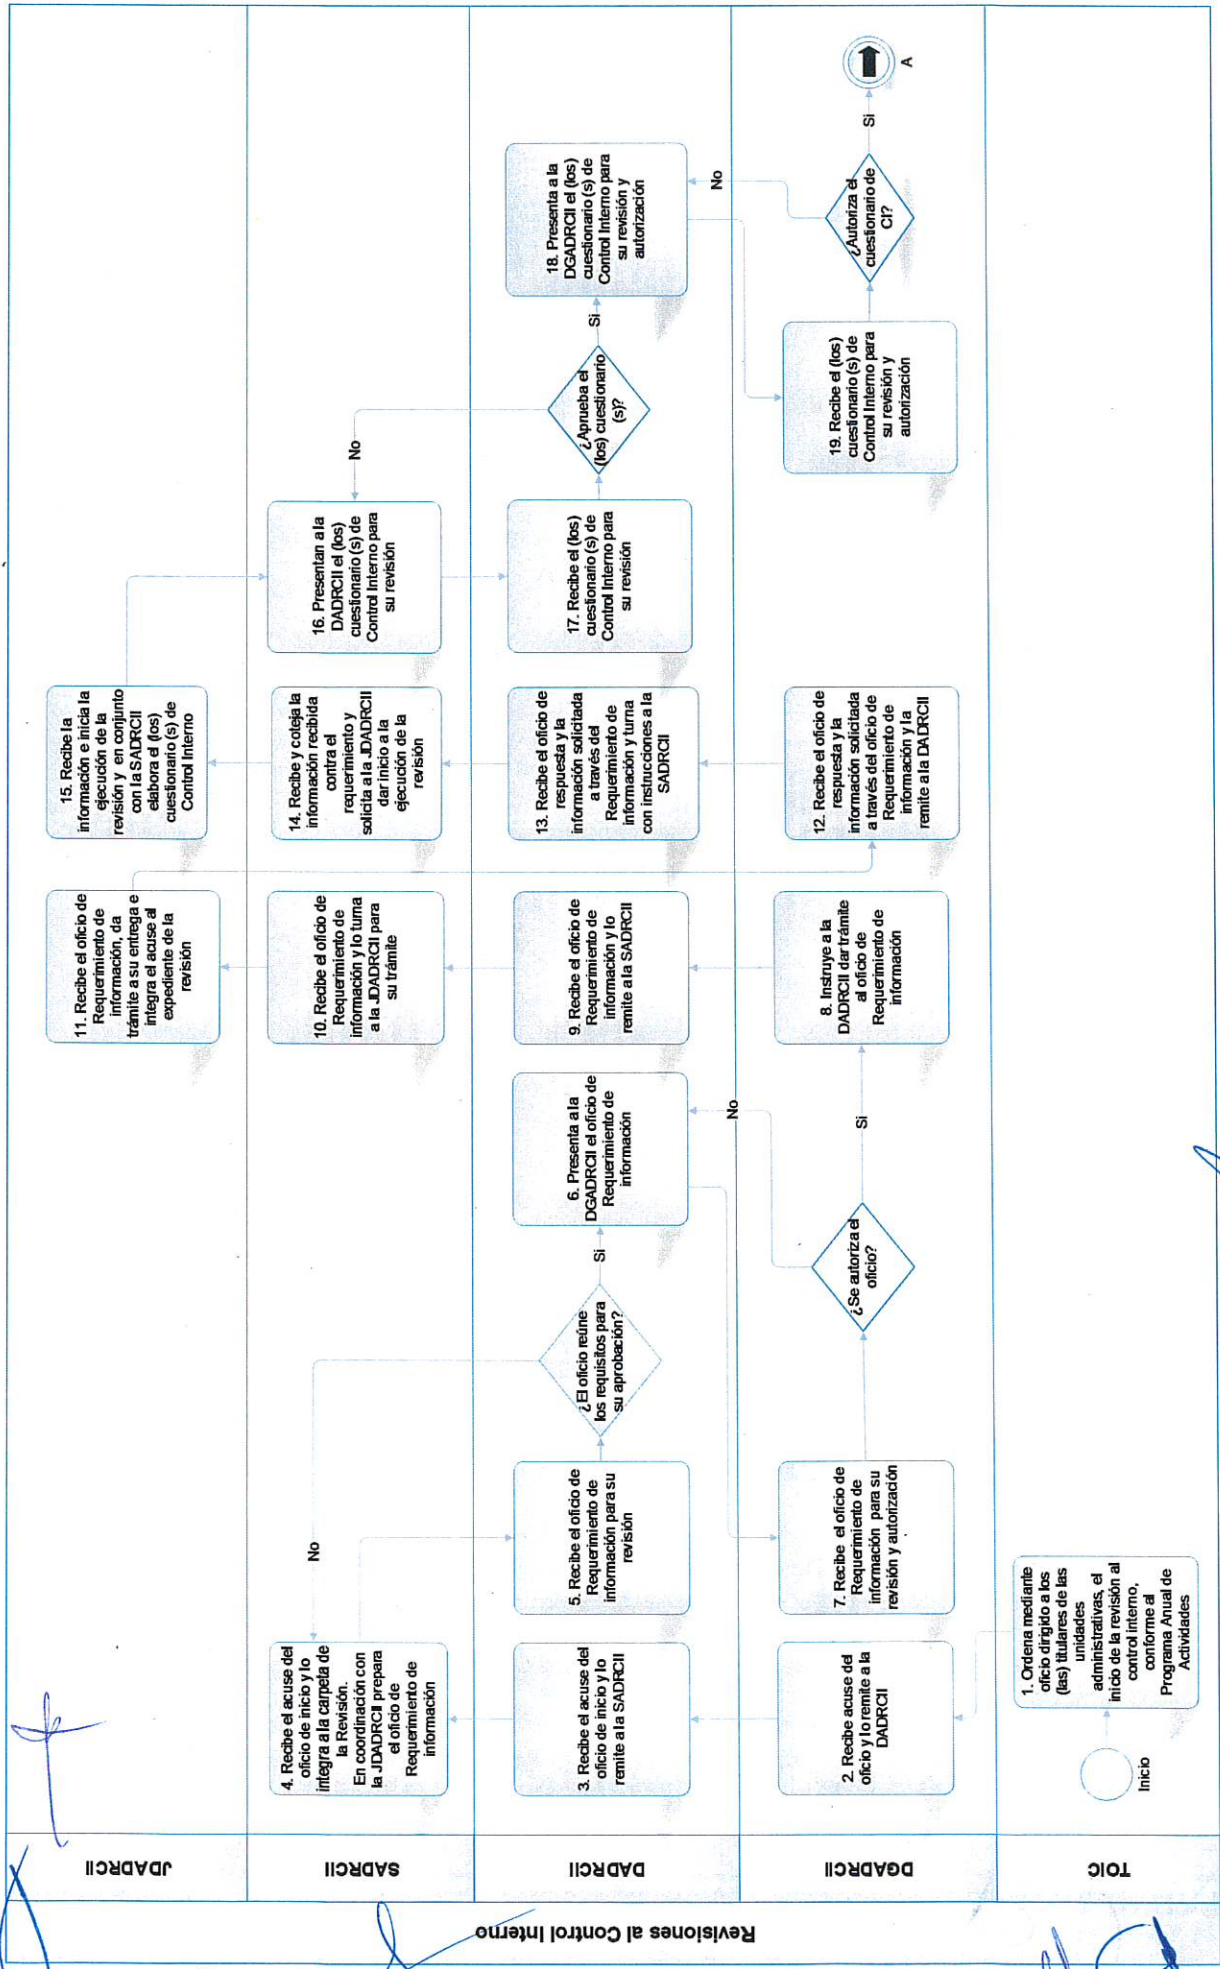 Revisiones al Control Interno
JDADRCII
SADRCII
DADRCII
DGADRCII
TOIC
Inicio
1. Ordena mediante
oficio dirigido a los
(las) titulares de las
unidades
administrativas, el
inicio de la revisión al
control interno,
conforme al
Programa Anual de
Actividades
2. Recibe acuse del
oficio y lo remite a la
DADRCII
3. Recibe el acuse del
oficio de inicio y lo
remite a la SADRCII
4. Recibe el acuse del
oficio de inicio y lo
integra a la carpeta de
la Revisión.
En coordinación con
la JDADRCII prepara
el oficio de
Requerimiento de
información
5. Recibe el oficio de
Requerimiento de
información para su
revisión
¿El oficio reúne
los requisitos para
su aprobación?
No
Si
6. Presenta a la
DGADRCII el oficio de
Requerimiento de
información
7. Recibe el oficio de
Requerimiento de
información para su
revisión y autorización
¿Se autoriza el
oficio?
No
Si
8. Instruye a la
DADRCII dar trámite
al oficio de
Requerimiento de
información
9. Recibe el oficio de
Requerimiento de
información y lo
remite a la SADRCII
10. Recibe el oficio de
Requerimiento de
información y lo turna
a la JDADRCII para
su trámite
11. Recibe el oficio de
Requerimiento de
información, da
trámite a su entrega e
integra el acuse al
expediente de la
revisión
12. Recibe el oficio de
respuesta y la
información solicitada
a través del oficio de
Requerimiento de
información y la
remite a la DADRCII
13. Recibe el oficio de
respuesta y la
información solicitada
a través del
Requerimiento de
información y turna
con instrucciones a la
SADRCII
14. Recibe y coteja la
información recibida
contra el
requerimiento y
solicita a la JDADRCII
dar inicio a la
ejecución de la
revisión
15. Recibe la
información e inicia la
ejecución de la
revisión y en conjunto
con la SADRCII
elabora el (los)
cuestionario (s) de
Control Interno
16. Presentan a la
DADRCII el (los)
cuestionario (s) de
Control Interno para
su revisión
17. Recibe el (los)
cuestionario (s) de
Control Interno para
su revisión
¿Aprueba el
(los) cuestionario
(s)?
No
Si
18. Presenta a la
DGADRCII el (los)
cuestionario (s) de
Control Interno para
su revisión y
autorización
19. Recibe el (los)
cuestionario (s) de
Control Interno para
su revisión y
autorización
¿Autoriza el
cuestionario de
CI?
No
Si
A